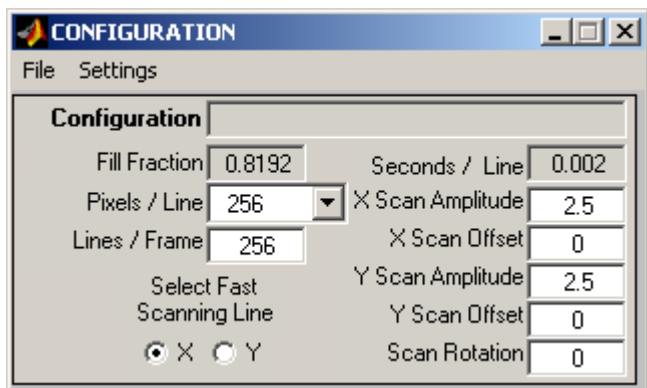 CONFIGURATION
File Settings
Configuration
Fill Fraction 0.8192 Seconds / Line 0.002
Pixels / Line 256 X Scan Amplitude 2.5
Lines / Frame 256 X Scan Offset 0
Select Fast Y Scan Amplitude 2.5
Scanning Line Y Scan Offset 0
X Y Scan Rotation 0